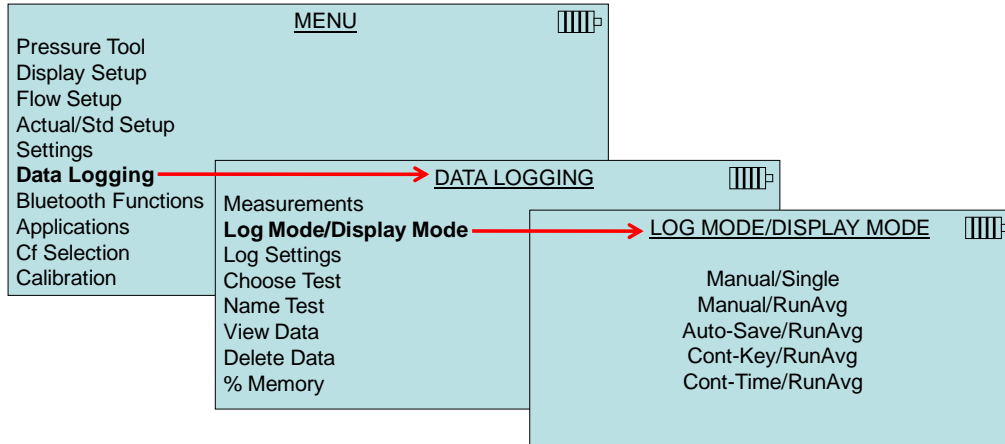 MENU
Pressure Tool
Display Setup
Flow Setup
Actual/Std Setup
Settings
Data Logging
Bluetooth Functions
Applications
Cf Selection
Calibration
DATA LOGGING
Measurements
Log Mode/Display Mode
Log Settings
Choose Test
Name Test
View Data
Delete Data
% Memory
LOG MODE/DISPLAY MODE
Manual/Single
Manual/RunAvg
Auto-Save/RunAvg
Cont-Key/RunAvg
Cont-Time/RunAvg